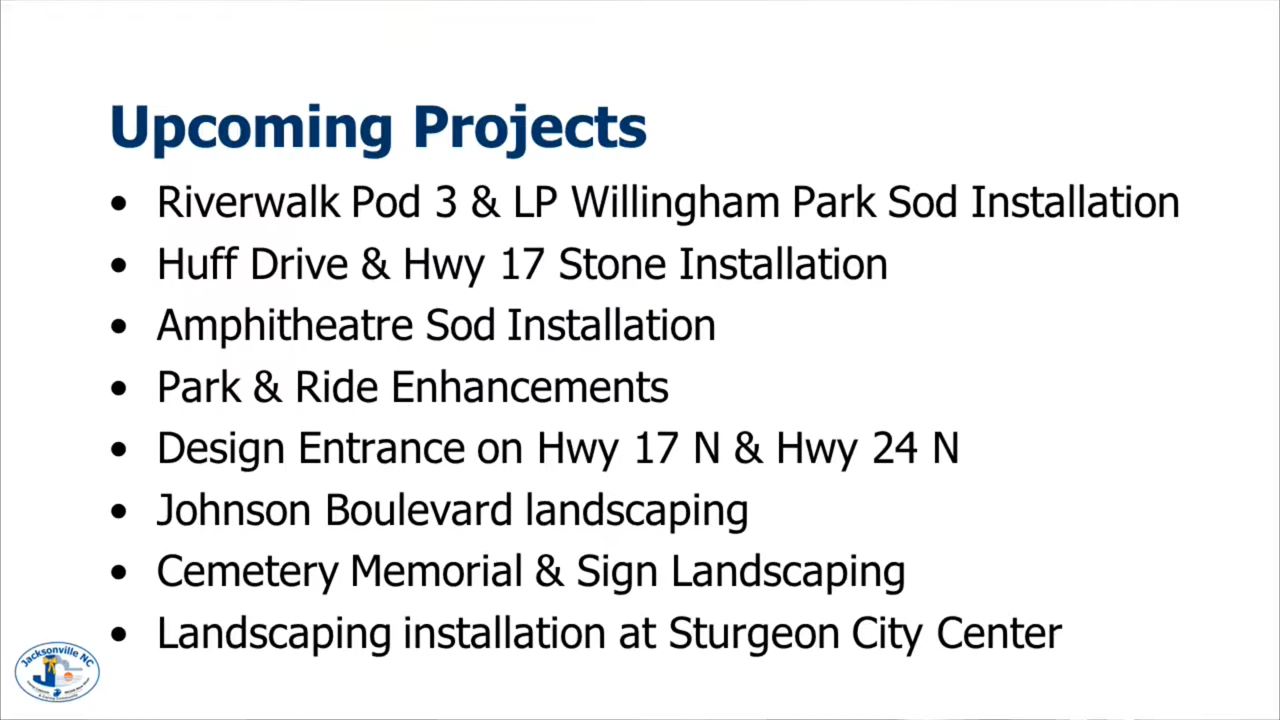 Upcoming Projects
• Riverwalk Pod 3 & LP Willingham Park Sod Installation
• Huff Drive & Hwy 17 Stone Installation
• Amphitheatre Sod Installation
• Park & Ride Enhancements
• Design Entrance on Hwy 17 N & Hwy 24 N
• Johnson Boulevard landscaping
• Cemetery Memorial & Sign Landscaping
• Landscaping installation at Sturgeon City Center
Jacksonville NC